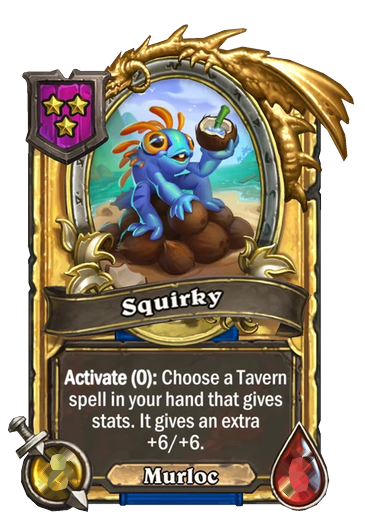 Squirky
Activate (0): Choose a Tavern
spell in your hand that gives
stats. It gives an extra
+6/+6.
Murloc